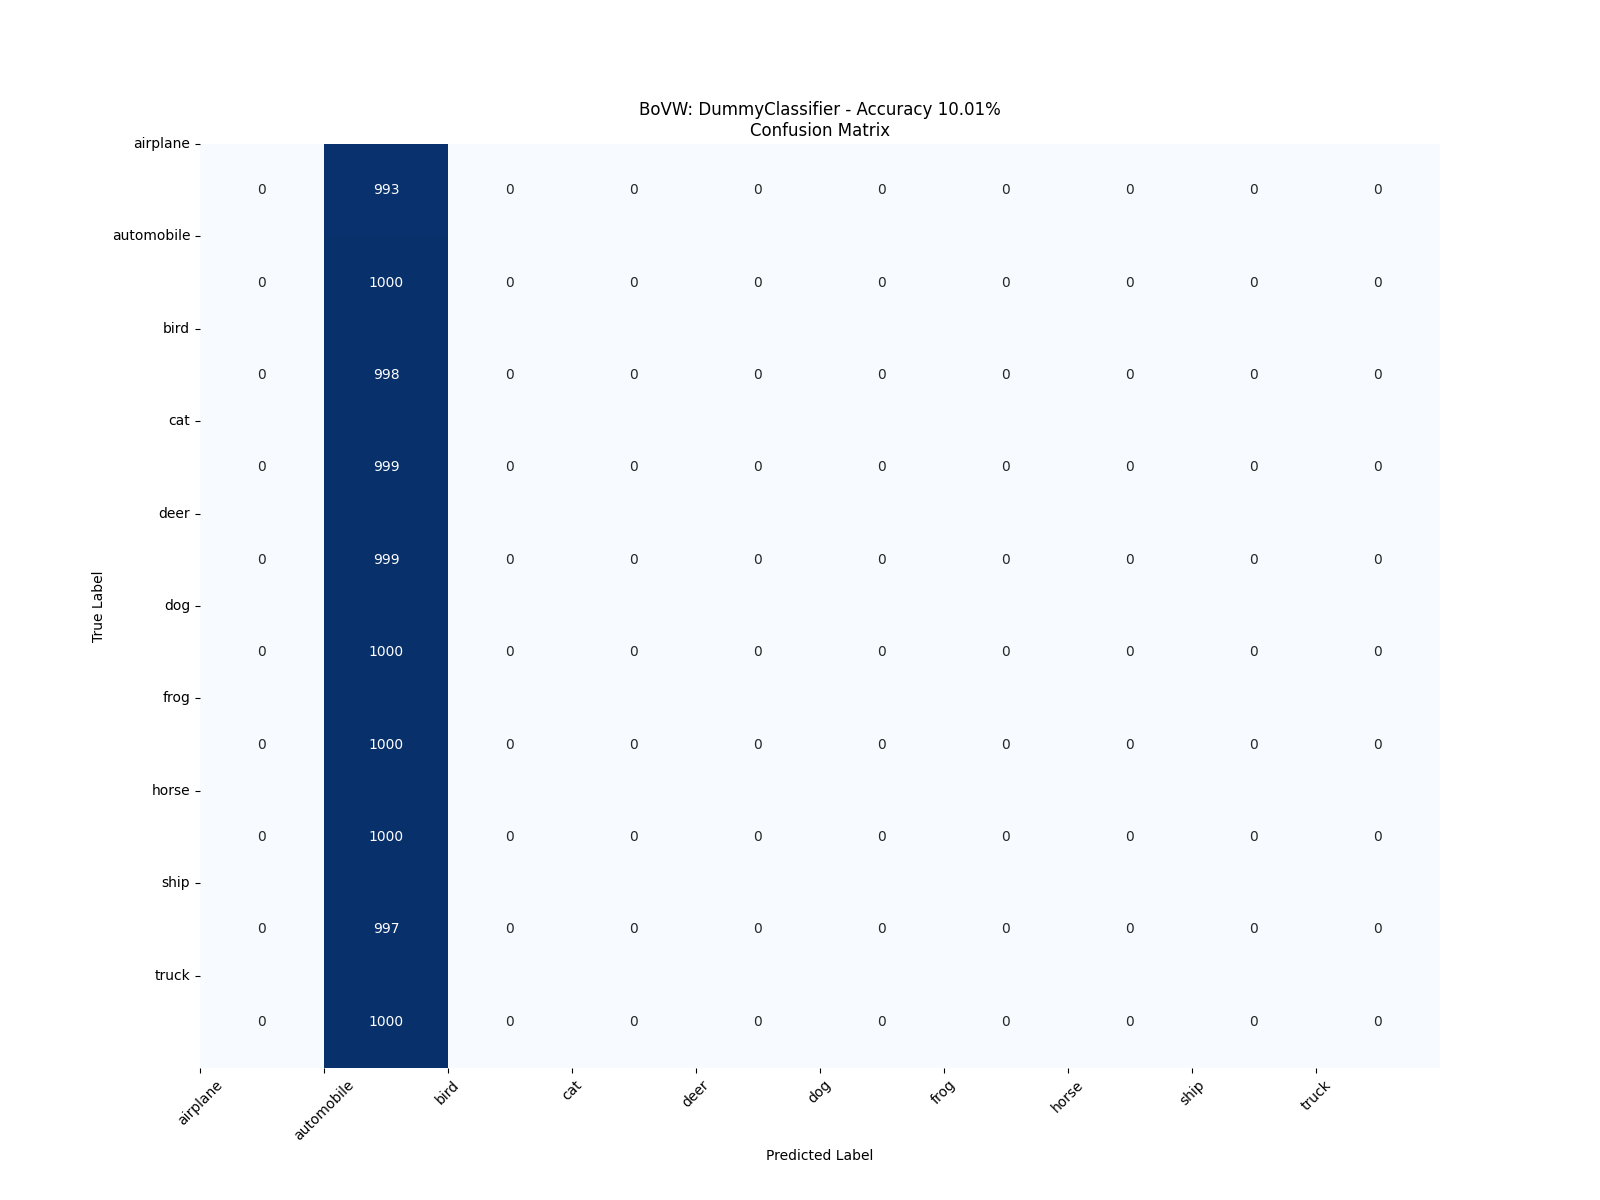 BoVW: DummyClassifier - Accuracy 10.01%
Confusion Matrix
airplane
0 993 0 0 0 0 0 0 0 0
automobile
0 1000 0 0 0 0 0 0 0 0
bird
0 998 0 0 0 0 0 0 0 0
cat
0 999 0 0 0 0 0 0 0 0
deer
0 999 0 0 0 0 0 0 0 0
True Label
dog
0 1000 0 0 0 0 0 0 0 0
frog
0 1000 0 0 0 0 0 0 0 0
horse
0 1000 0 0 0 0 0 0 0 0
ship
0 997 0 0 0 0 0 0 0 0
truck
0 1000 0 0 0 0 0 0 0 0
airplane automobile bird cat deer dog frog horse ship truck
Predicted Label